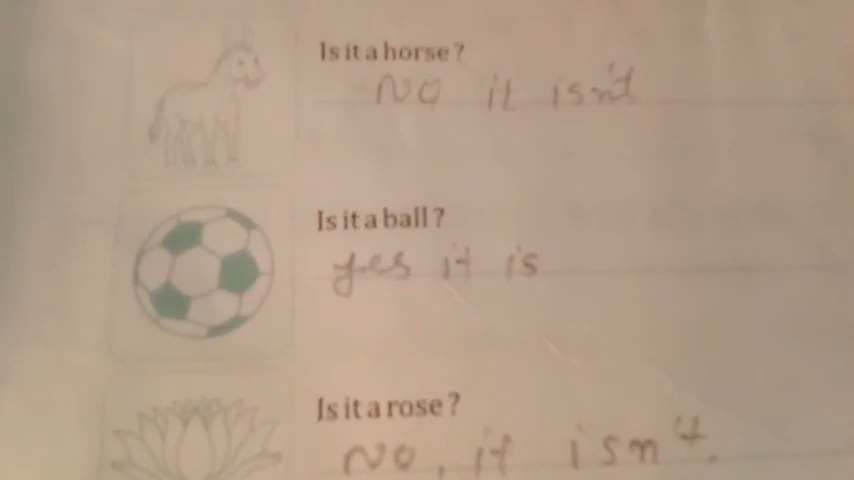 Is it a horse?
No it isn't
Is it a ball?
yes it is
Is it a rose?
No, it isn't.